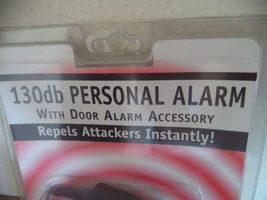 130db PERSONAL ALARM
WITH DOOR ALARM ACCESSORY
Repels Attackers Instantly!